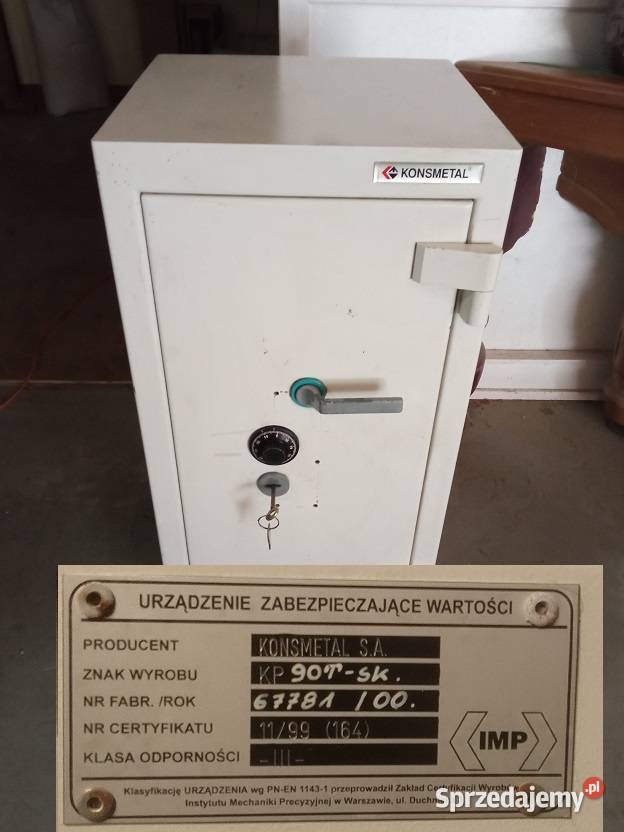 KONSMETAL
URZĄDZENIE ZABEZPIECZAJĄCE WARTOŚCI
PRODUCENT KONSMETAL S.A.
ZNAK WYROBU KP 90T-SK.
NR FABR. /ROK 67781 /00.
NR CERTYFIKATU 11/99 (164)
KLASA ODPORNOŚCI -III-
IMP
Klasyfikację URZĄDZENIA wg PN-EN 1143-1 przeprowadził Zakład Certyfikacji Wyrobów
Instytutu Mechaniki Precyzyjnej w Warszawie, ul. Duchn
Sprzedajemy.pl